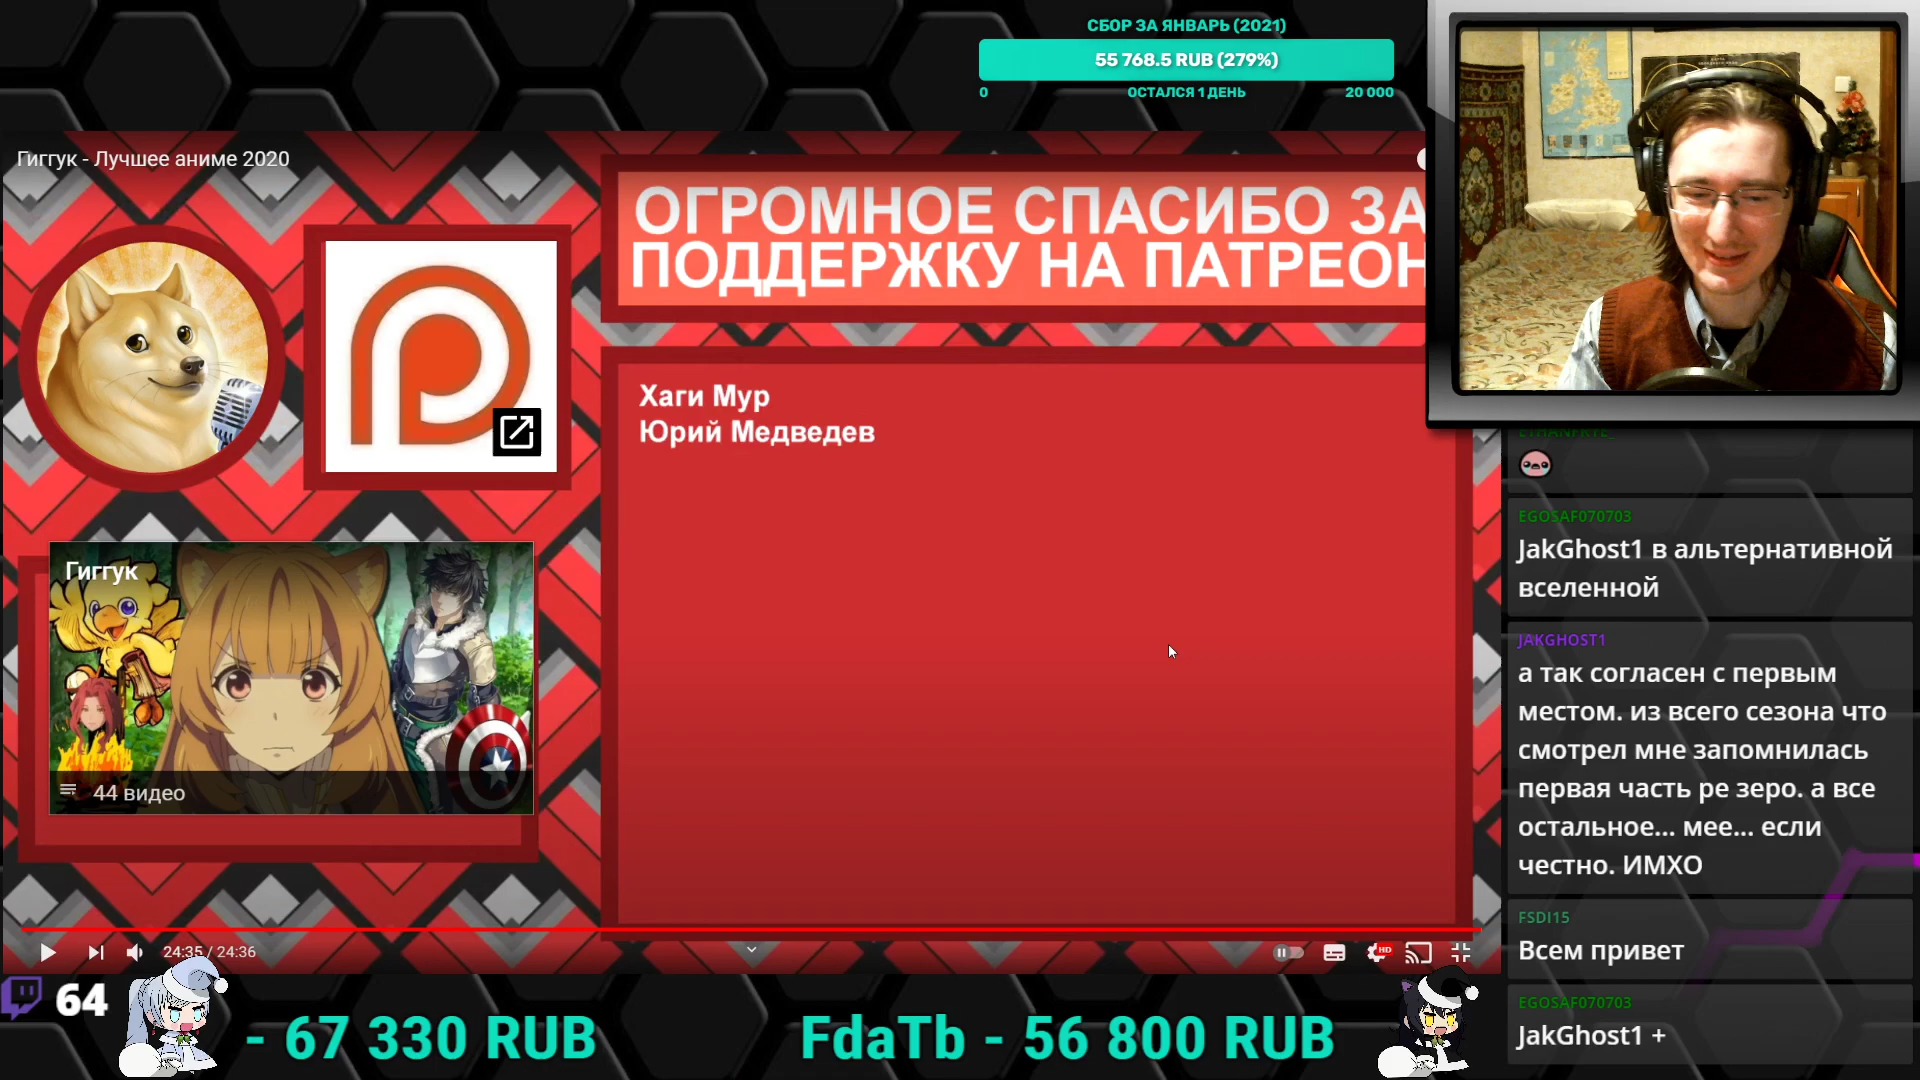 СБОР ЗА ЯНВАРЬ (2021)
55 768.5 RUB (279%)
0
ОСТАЛСЯ 1 ДЕНЬ
20 000
Гиггук - Лучшее аниме 2020
ОГРОМНОЕ СПАСИБО ЗА
ПОДДЕРЖКУ НА ПАТРЕОН
Хаги Мур
Юрий Медведев
Гиггук
44 видео
24:35 / 24:36
HD
64
- 67 330 RUB
FdaTb - 56 800 RUB
EGOSAF070703
JakGhost1 в альтернативной
вселенной
JAKGHOST1
а так согласен с первым
местом. из всего сезона что
смотрел мне запомнилась
первая часть ре зеро. а все
остальное... мее... если
честно. ИМХО
FSDI15
Всем привет
EGOSAF070703
JakGhost1 +